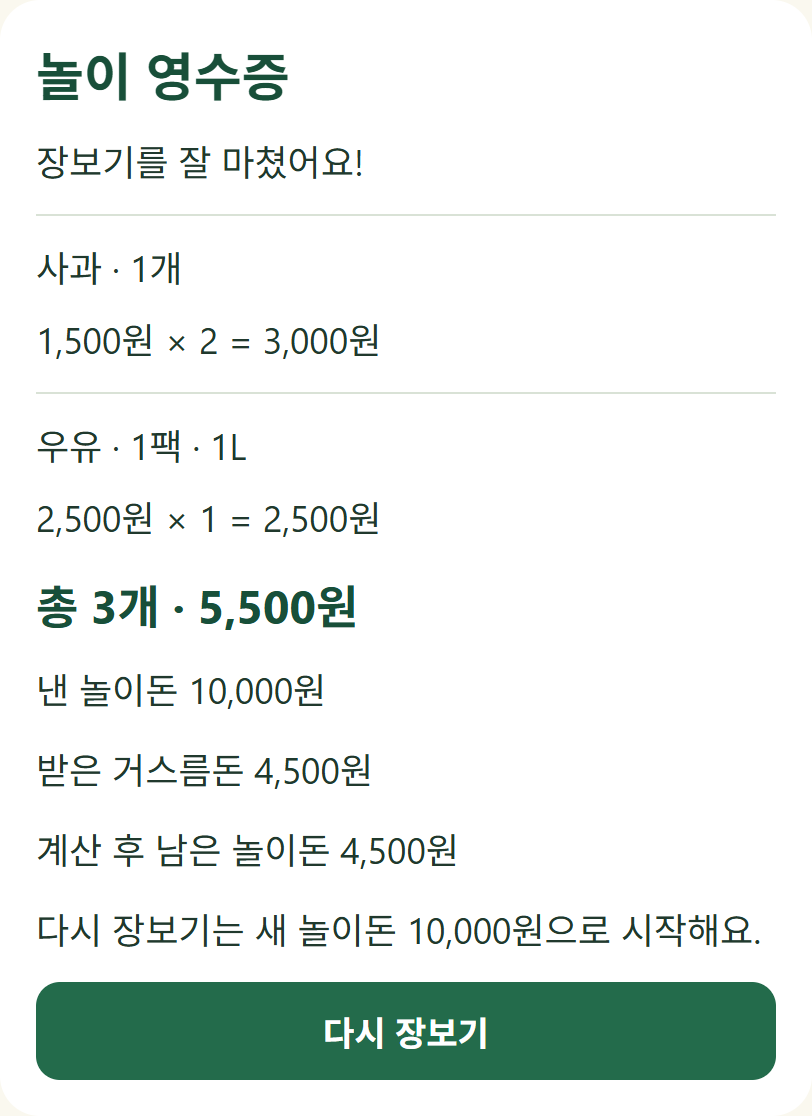 놀이 영수증
장보기를 잘 마쳤어요!
사과 · 1개
1,500원 × 2 = 3,000원
우유 · 1팩 · 1L
2,500원 × 1 = 2,500원
총 3개 · 5,500원
낸 놀이돈 10,000원
받은 거스름돈 4,500원
계산 후 남은 놀이돈 4,500원
다시 장보기는 새 놀이돈 10,000원으로 시작해요.
다시 장보기